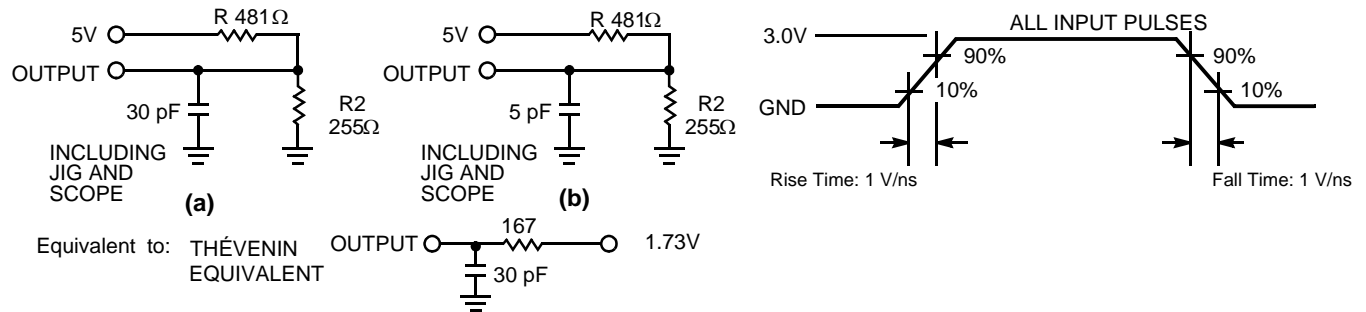 R 481Ω
5V
OUTPUT
30 pF
R2
255Ω
INCLUDING
JIG AND
SCOPE
(a)
R 481Ω
5V
OUTPUT
5 pF
R2
255Ω
INCLUDING
JIG AND
SCOPE
(b)
ALL INPUT PULSES
3.0V
90%
10%
GND
90%
10%
Rise Time: 1 V/ns
Fall Time: 1 V/ns
Equivalent to: THÉVENIN
EQUIVALENT
OUTPUT
167
1.73V
30 pF